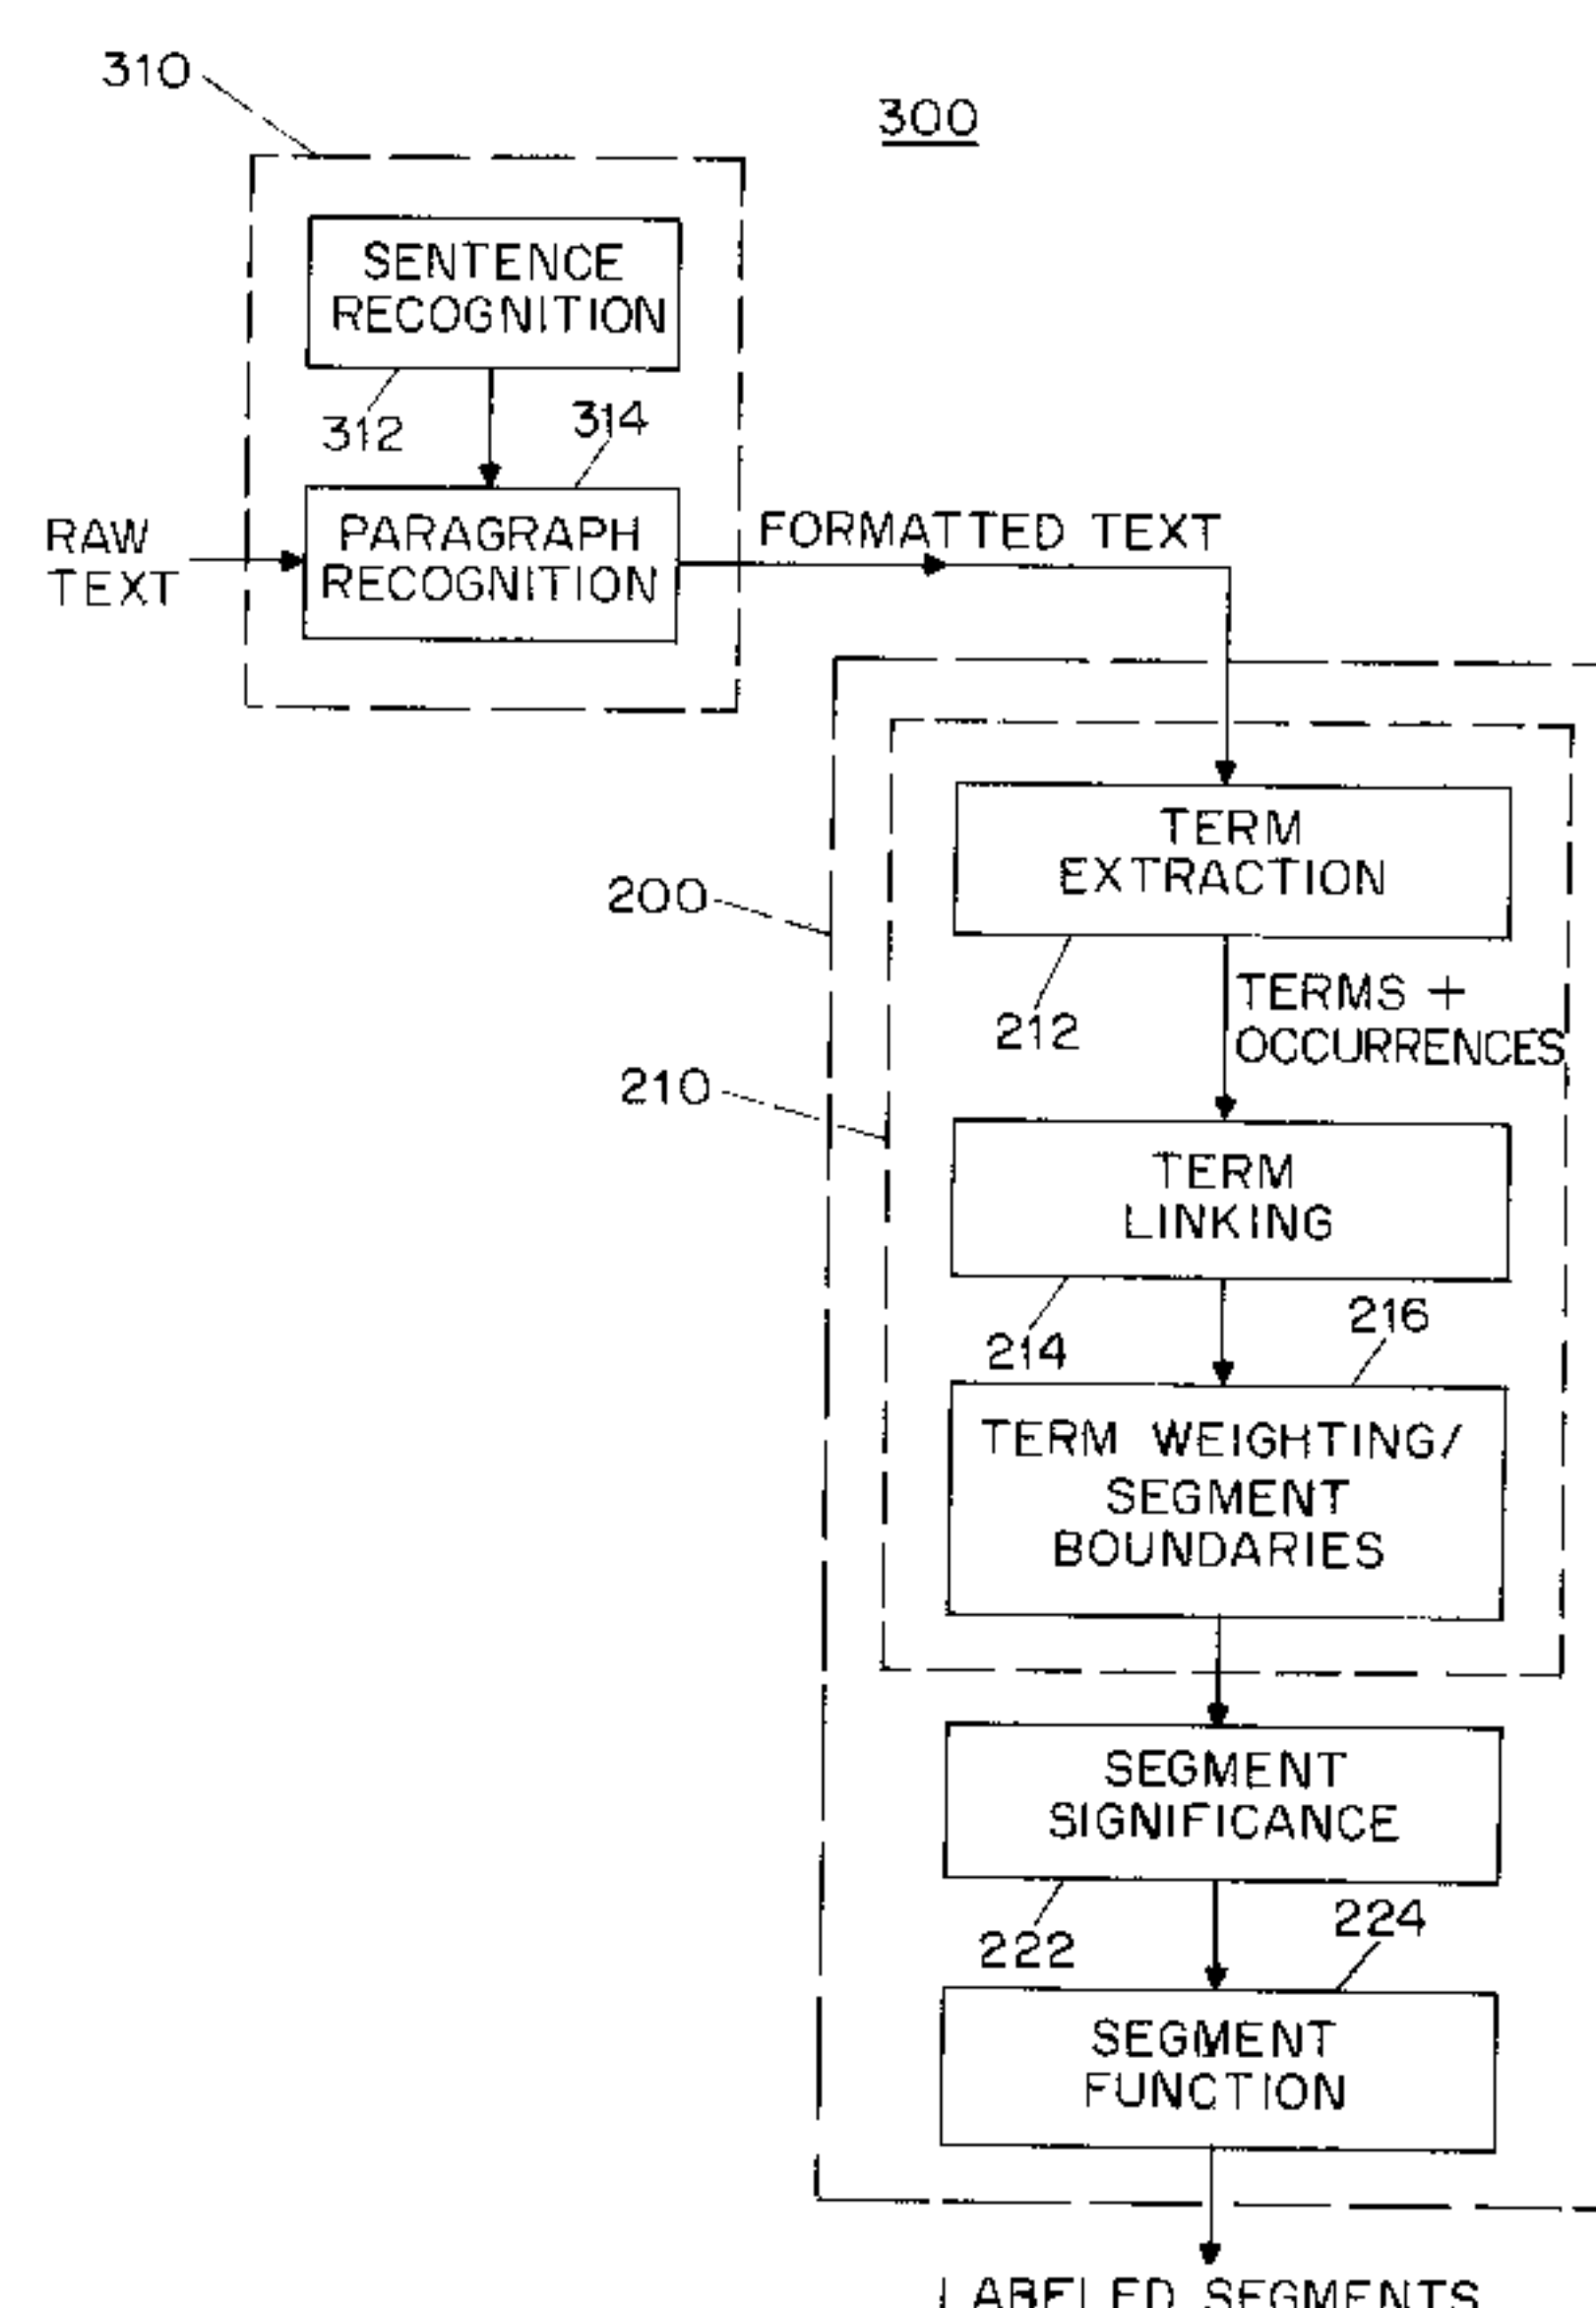 310
300
SENTENCE
RECOGNITION
312
314
RAW
TEXT
PARAGRAPH
RECOGNITION
FORMATTED TEXT
TERM
EXTRACTION
200
212
TERMS +
OCCURRENCES
210
TERM
LINKING
214
216
TERM WEIGHTING/
SEGMENT
BOUNDARIES
SEGMENT
SIGNIFICANCE
222
224
SEGMENT
FUNCTION
LABELED SEGMENTS